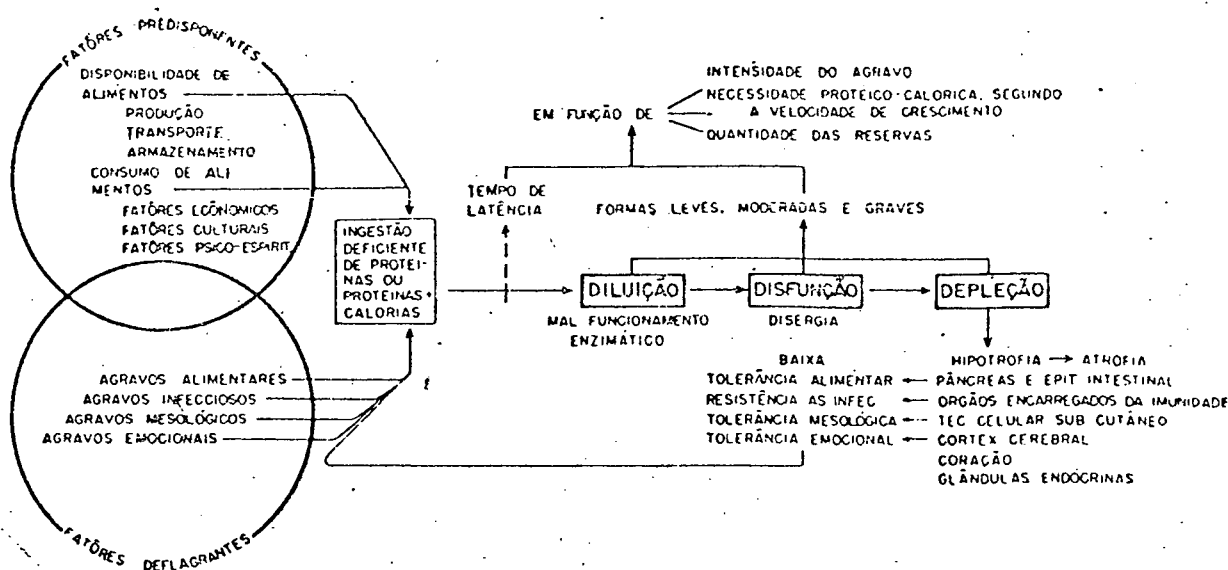 FATÔRES PREDISPONENTES
DISPONIBILIDADE DE
ALIMENTOS
PRODUÇÃO
TRANSPORTE
ARMAZENAMENTO
CONSUMO DE ALI
MENTOS
FATÔRES ECONÔMICOS
FATÔRES CULTURAIS
FATÔRES PSICO-ESPIRIT.
AGRAVOS ALIMENTARES
AGRAVOS INFECCIOSOS
AGRAVOS MESOLÓGICOS
AGRAVOS EMOCIONAIS
FATÔRES DEFLAGRANTES
INGESTÃO
DEFICIENTE
DE PROTEI-
NAS OU
PROTEINAS +
CALORIAS
TEMPO DE
LATÊNCIA
EM FUNÇÃO DE
INTENSIDADE DO AGRAVO
NECESSIDADE PROTÉICO-CALORICA, SEGUNDO
A VELOCIDADE DE CRESCIMENTO
QUANTIDADE DAS RESERVAS
FORMAS LEVES, MODERADAS E GRAVES
DILUIÇÃO
MAL FUNCIONAMENTO
ENZIMÁTICO
DISFUNÇÃO
DISERGIA
DEPLEÇÃO
BAIXA
TOLERÂNCIA ALIMENTAR
RESISTÊNCIA AS INFEC
TOLERÂNCIA MESOLÓGICA
TOLERÂNCIA EMOCIONAL
HIPOTROFIA → ATROFIA
PÂNCREAS E EPIT INTESTINAL
ORGÃOS ENCARREGADOS DA IMUNIDADE
TEC CELULAR SUB CUTÂNEO
CORTEX CEREBRAL
CORAÇÃO
GLÂNDULAS ENDÓCRINAS